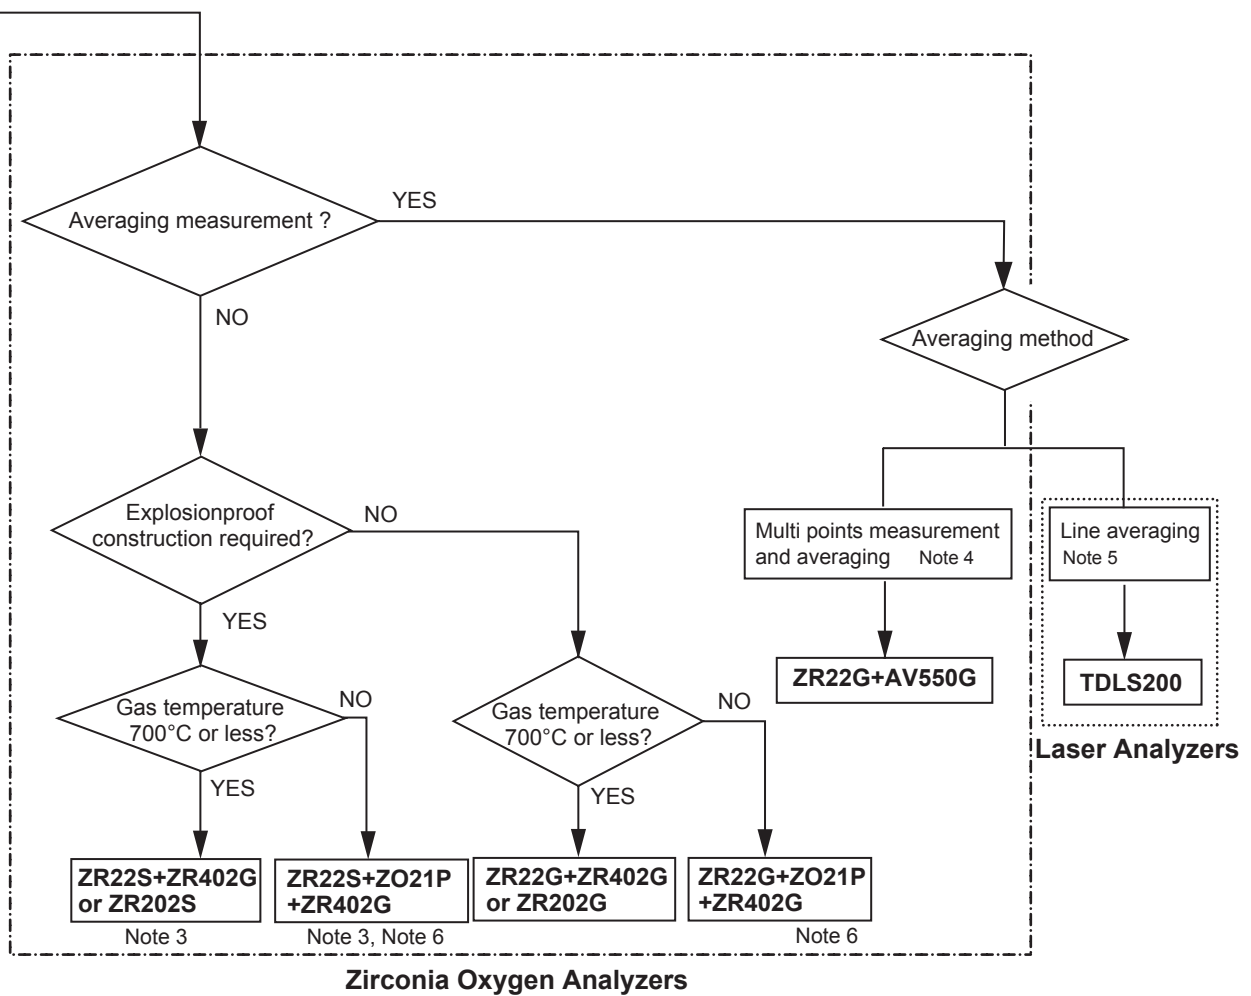 Averaging measurement ?
YES
NO
Averaging method
Explosionproof
construction required?
NO
YES
Multi points measurement
and averaging Note 4
Line averaging
Note 5
ZR22G+AV550G
TDLS200
Laser Analyzers
Gas temperature
700°C or less?
NO
YES
Gas temperature
700°C or less?
NO
YES
ZR22S+ZR402G
or ZR202S
Note 3
ZR22S+ZO21P
+ZR402G
Note 3, Note 6
ZR22G+ZR402G
or ZR202G
ZR22G+ZO21P
+ZR402G
Note 6
Zirconia Oxygen Analyzers